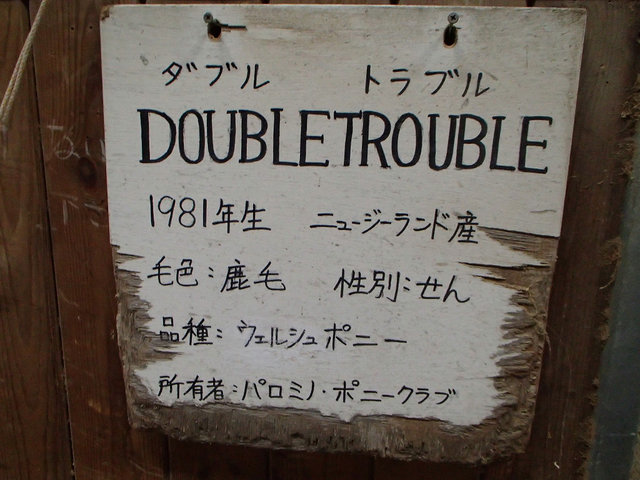 ダブル トラブル
DOUBLETROUBLE
1981年生 ニュージーランド産
毛色:鹿毛 性別:せん
品種:ウェルシュポニー
所有者:パロミノ・ポニークラブ